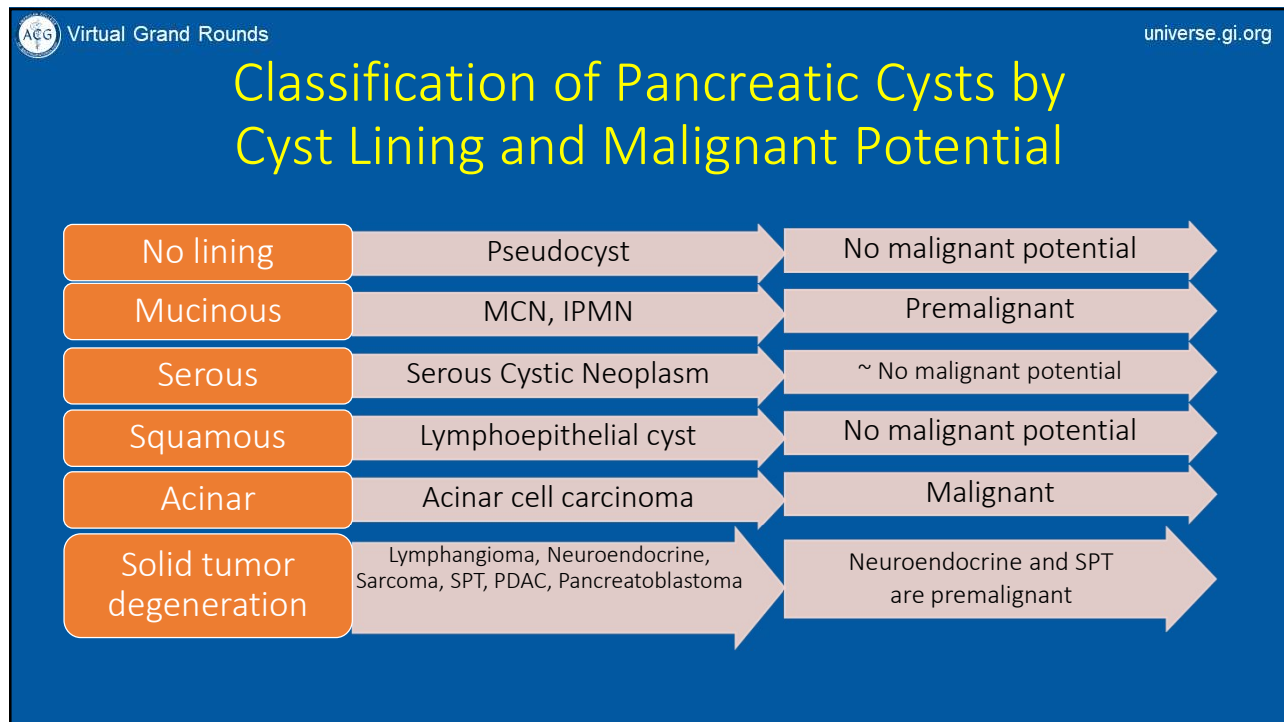 ACG
Virtual Grand Rounds
universe.gi.org
Classification of Pancreatic Cysts by
Cyst Lining and Malignant Potential
No lining
Pseudocyst
No malignant potential
Mucinous
MCN, IPMN
Premalignant
Serous
Serous Cystic Neoplasm
~ No malignant potential
Squamous
Lymphoepithelial cyst
No malignant potential
Acinar
Acinar cell carcinoma
Malignant
Solid tumor
degeneration
Lymphangioma, Neuroendocrine,
Sarcoma, SPT, PDAC, Pancreatoblastoma
Neuroendocrine and SPT
are premalignant